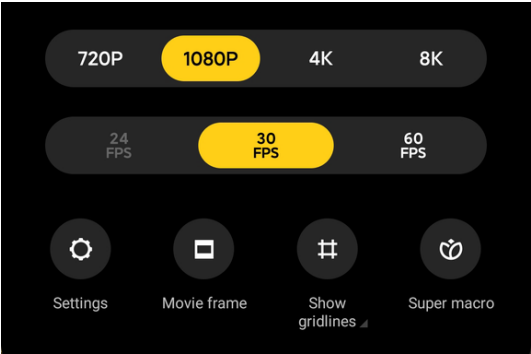 720P 1080P 4K 8K
24 FPS 30 FPS 60 FPS
Settings Movie frame Show gridlines Super macro